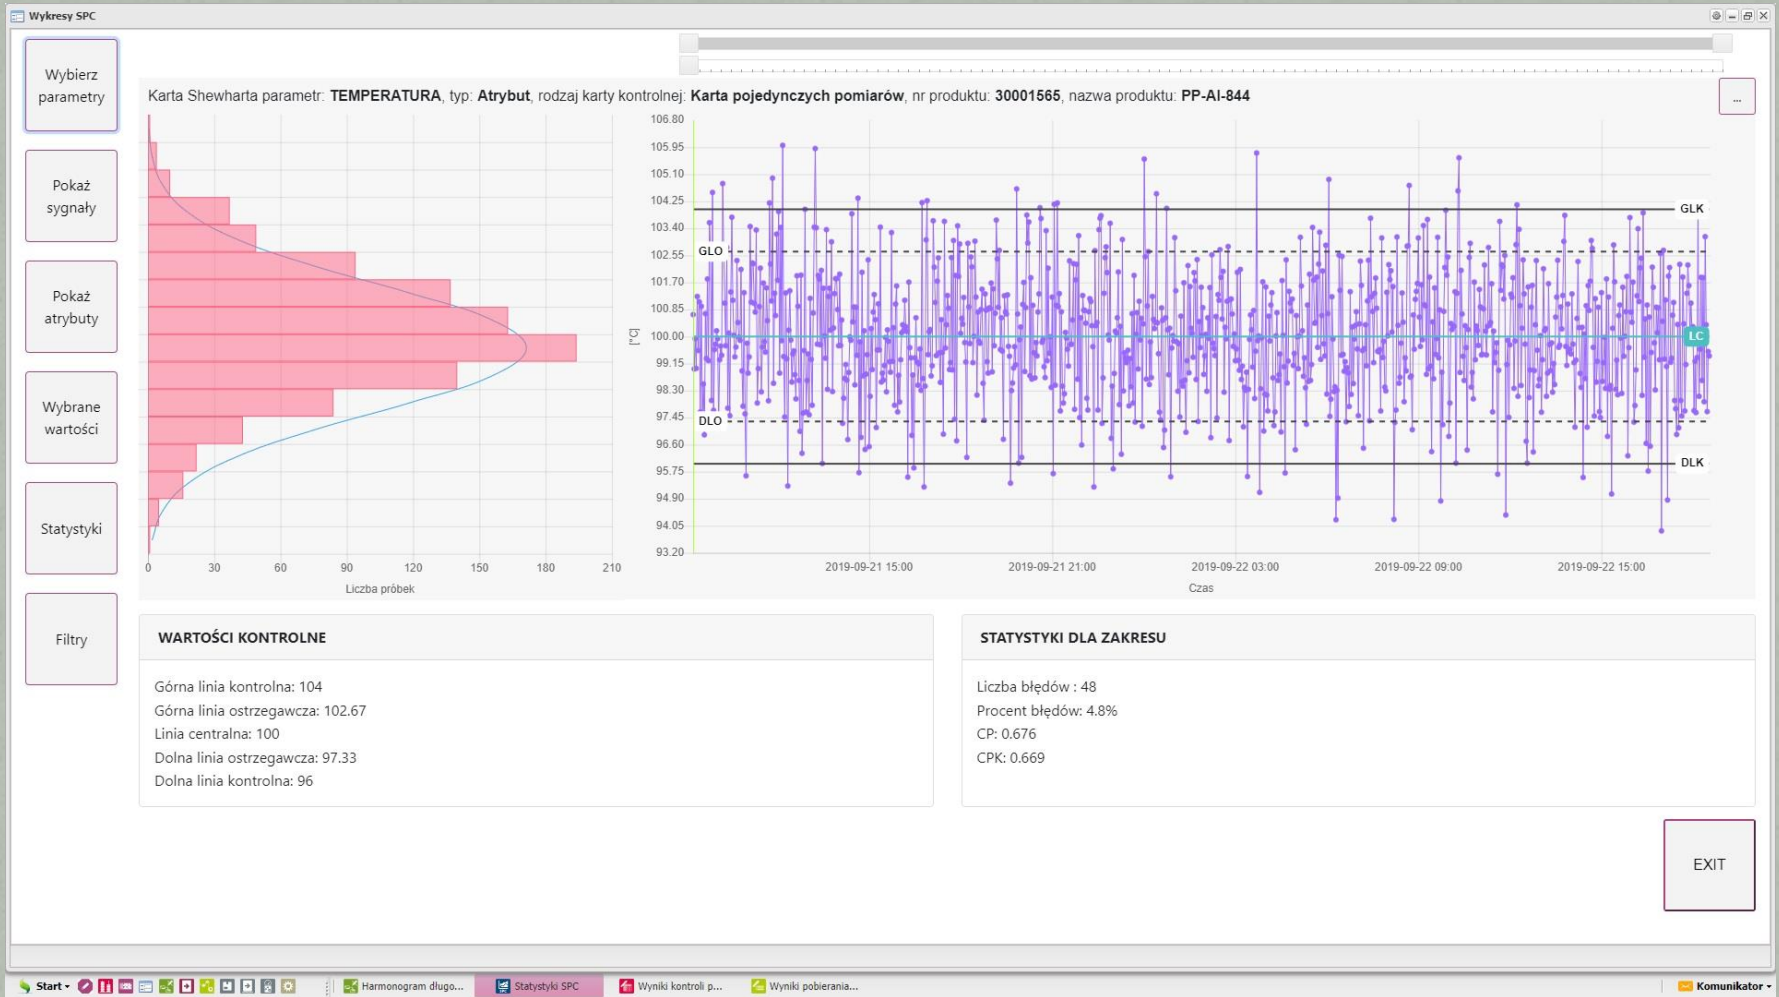 Wykresy SPC
Wybierz
parametry
Pokaż
sygnały
Pokaż
atrybuty
Wybrane
wartości
Statystyki
Filtry
Karta Shewharta parametr: TEMPERATURA, typ: Atrybut, rodzaj karty kontrolnej: Karta pojedynczych pomiarów, nr produktu: 30001565, nazwa produktu: PP-AI-844
...
0 30 60 90 120 150 180 210
Liczba próbek
[°C]
106.80
105.95
105.10
104.25
103.40
102.55
101.70
100.85
100.00
99.15
98.30
97.45
96.60
95.75
94.90
94.05
93.20
GLK
GLO
LC
DLO
DLK
2019-09-21 15:00 2019-09-21 21:00 2019-09-22 03:00 2019-09-22 09:00 2019-09-22 15:00
Czas
WARTOŚCI KONTROLNE
Górna linia kontrolna: 104
Górna linia ostrzegawcza: 102.67
Linia centralna: 100
Dolna linia ostrzegawcza: 97.33
Dolna linia kontrolna: 96
STATYSTYKI DLA ZAKRESU
Liczba błędów : 48
Procent błędów: 4.8%
CP: 0.676
CPK: 0.669
EXIT
Start
Harmonogram długo...
Statystyki SPC
Wyniki kontroli p...
Wyniki pobierania...
Komunikator